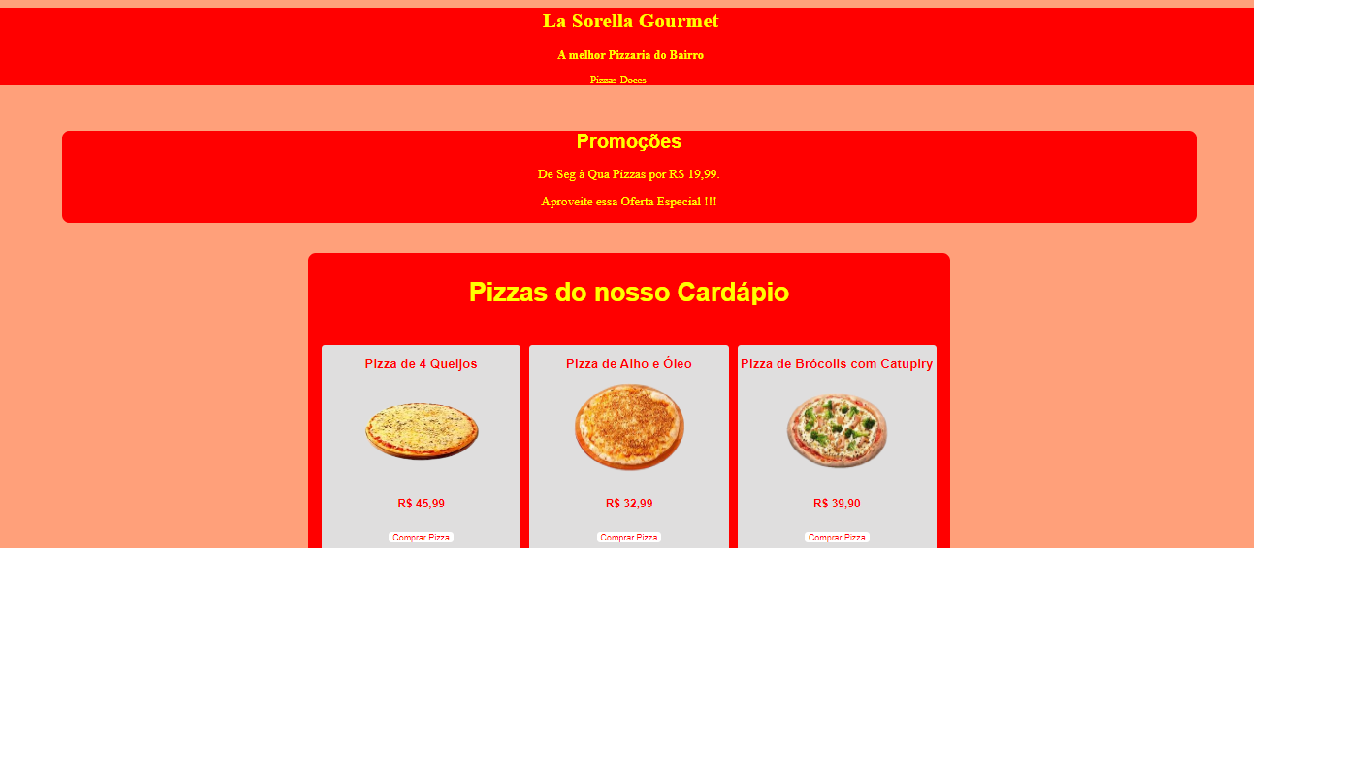 La Sorella Gourmet
A melhor Pizzaria do Bairro
Pizzas Doces
Promoções
De Seg à Qua Pizzas por R$ 19,99.
Aproveite essa Oferta Especial !!!
Pizzas do nosso Cardápio
Pizza de 4 Queijos
Pizza de Alho e Óleo
Pizza de Brócolis com Catupiry
R$ 45,99
R$ 32,99
R$ 39,90
Comprar Pizza
Comprar Pizza
Comprar Pizza